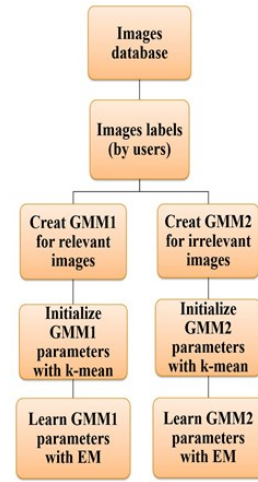 Images
database
Images labels
(by users)
Creat GMM1
for relevant
images
Creat GMM2
for irrelevant
images
Initialize
GMM1
parameters
with k-mean
Initialize
GMM2
parameters
with k-mean
Learn GMM1
parameters
with EM
Learn GMM2
parameters
with EM